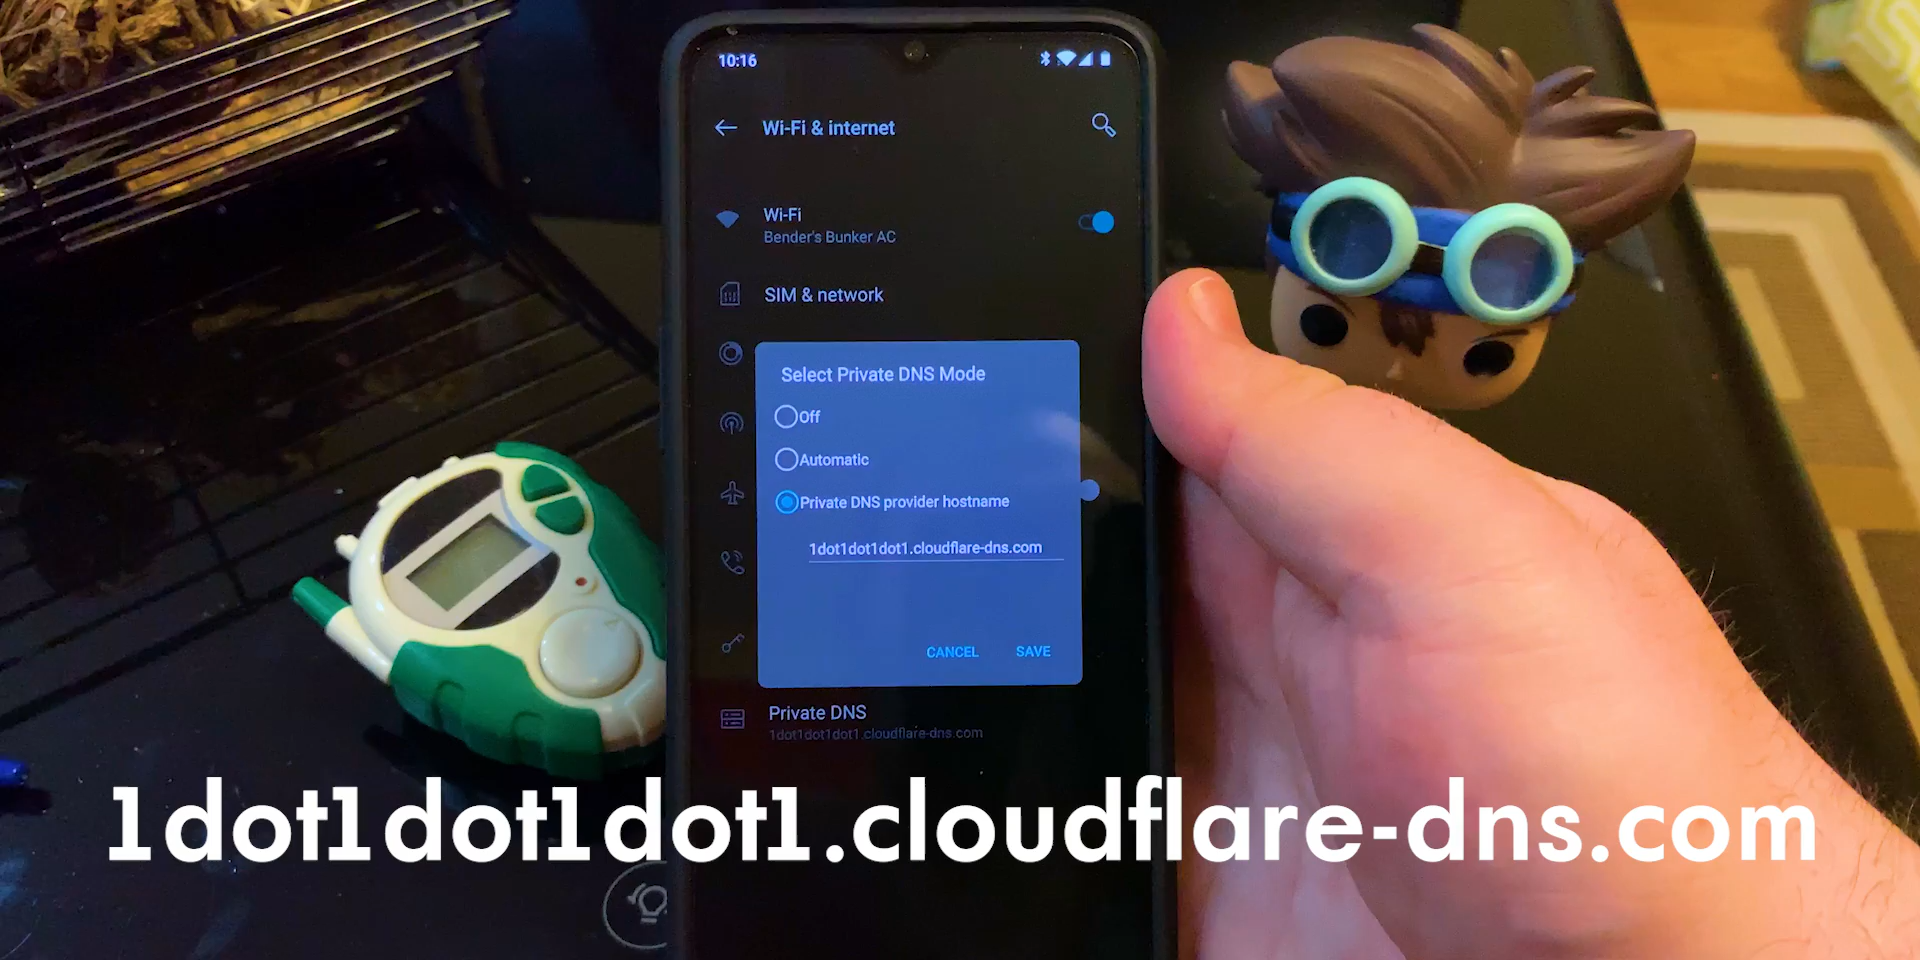 10:16
Wi-Fi & internet
Wi-Fi
Bender's Bunker AC
SIM & network
Select Private DNS Mode
Off
Automatic
Private DNS provider hostname
1dot1dot1dot1.cloudflare-dns.com
CANCEL
SAVE
Private DNS
1dot1dot1dot1.cloudflare-dns.com
1dot1dot1dot1.cloudflare-dns.com